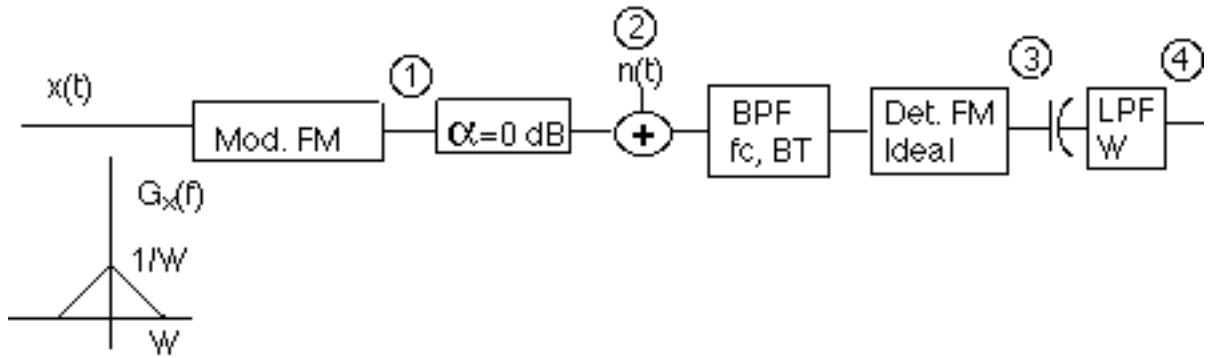 x(t)
Mod. FM
1
α=0 dB
2
n(t)
+
BPF
fc, BT
Det. FM
Ideal
3
LPF
W
4
Gx(f)
1/W
W